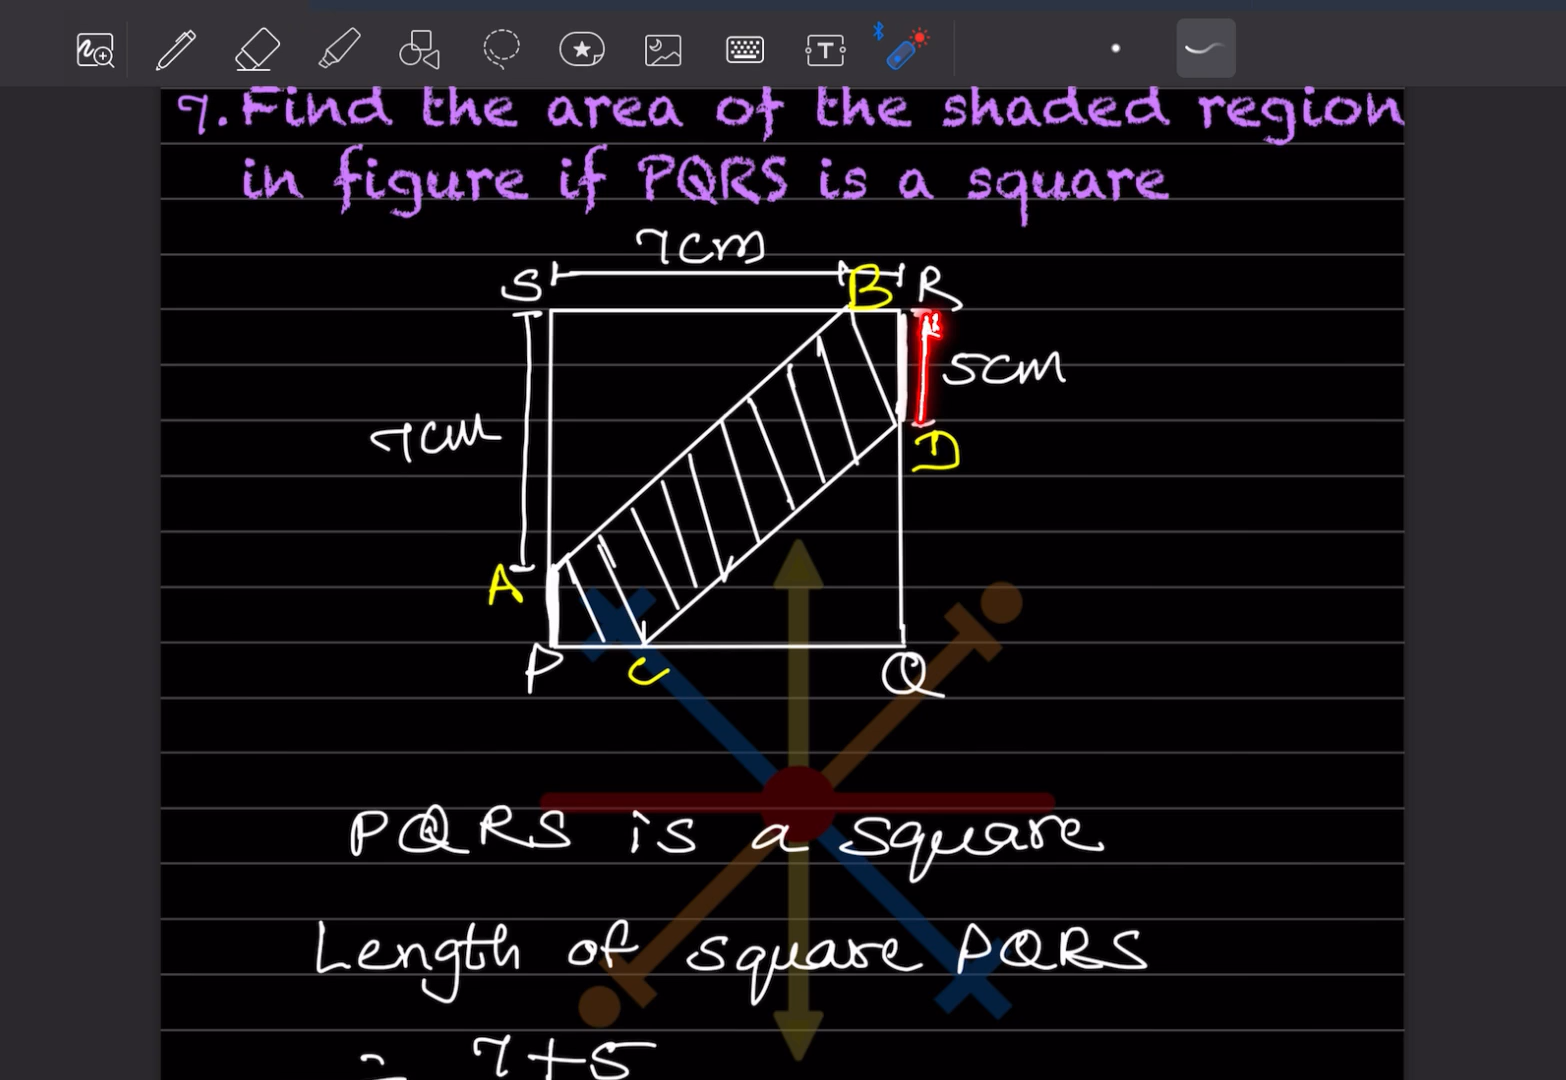 7. Find the area of the shaded region
in figure if PQRS is a square
7cm
S
B
R
5cm
7cm
D
A
P
C
Q
PQRS is a square
Length of square PQRS
= 7+5